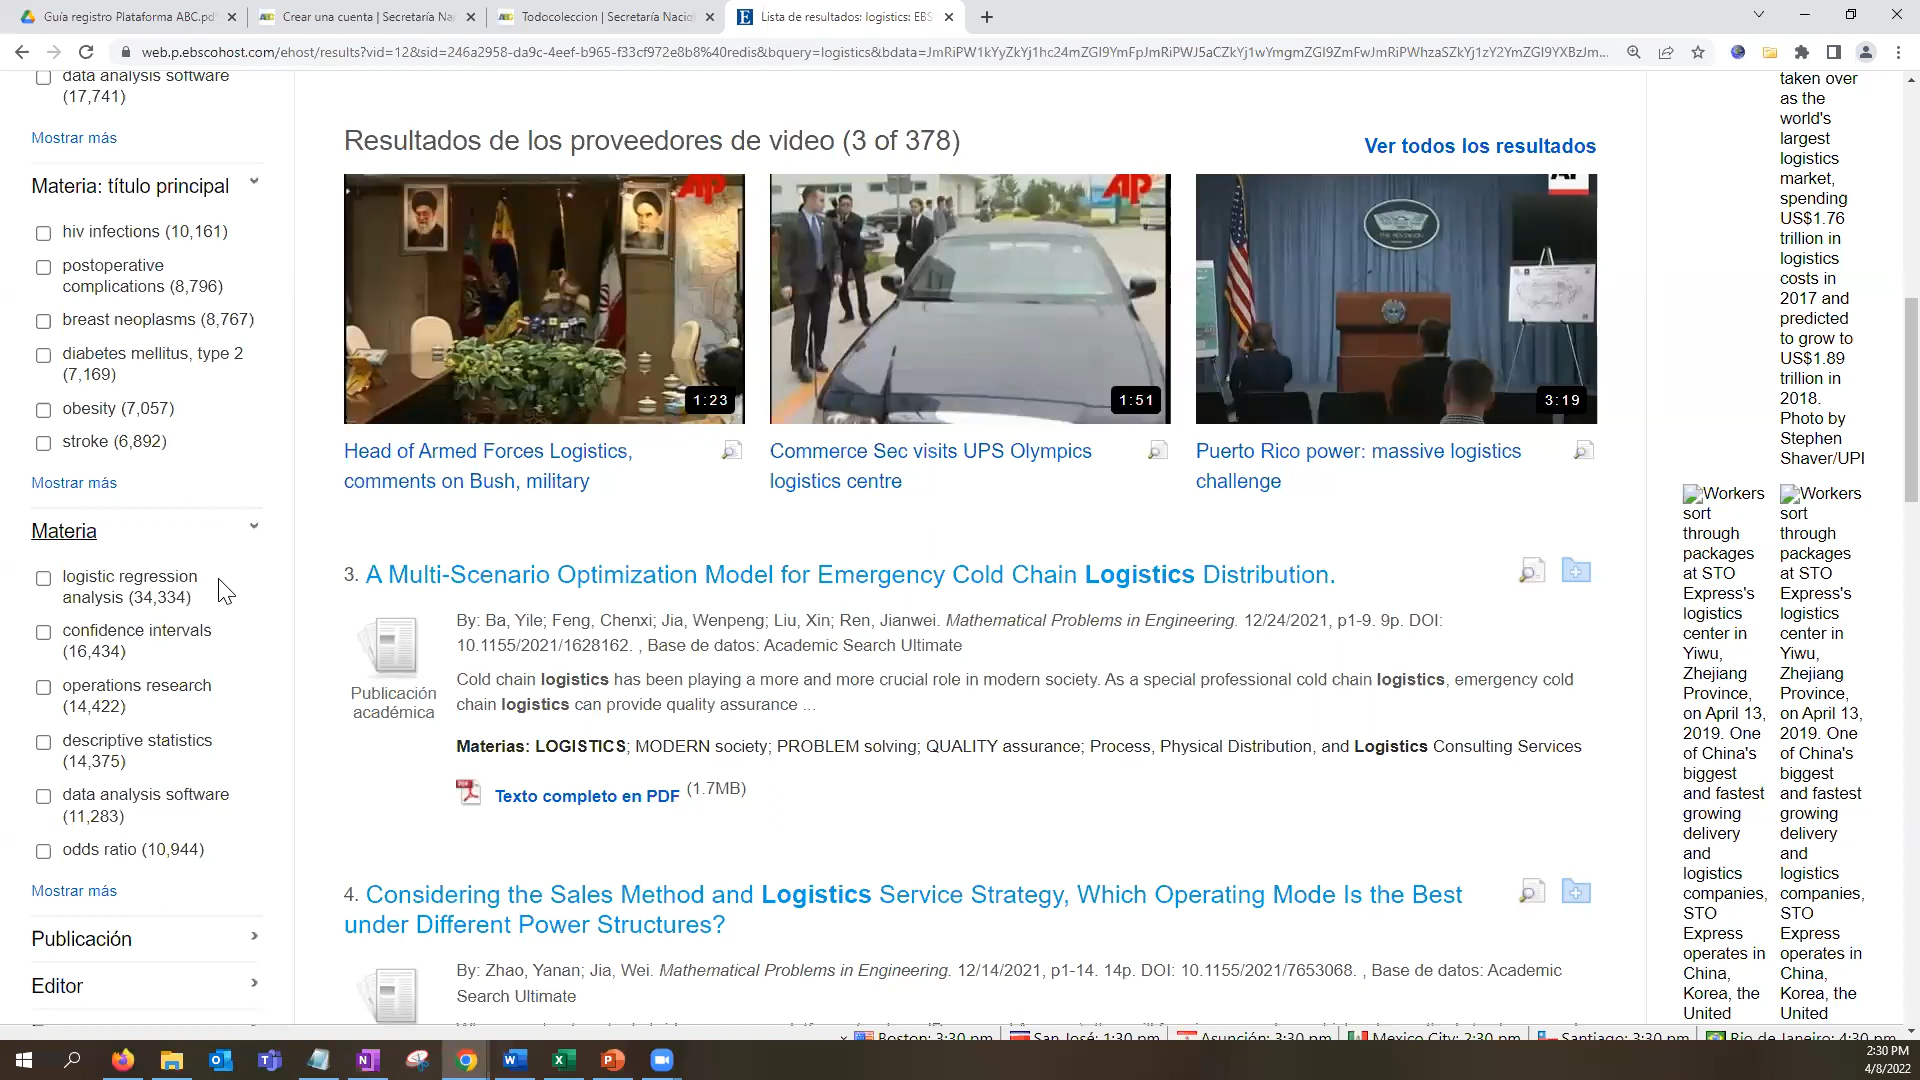 Guía registro Plataforma ABC.pd
Crear una cuenta | Secretaría Na
Todocoleccion | Secretaría Nacio
Lista de resultados: logistics: EBS
data analysis software
(17,741)
Mostrar más
Materia: título principal
hiv infections (10,161)
postoperative
complications (8,796)
breast neoplasms (8,767)
diabetes mellitus, type 2
(7,169)
obesity (7,057)
stroke (6,892)
Mostrar más
Materia
logistic regression
analysis (34,334)
confidence intervals
(16,434)
operations research
(14,422)
descriptive statistics
(14,375)
data analysis software
(11,283)
odds ratio (10,944)
Mostrar más
Publicación
Editor
Resultados de los proveedores de video (3 of 378)
Ver todos los resultados
AP
1:23
AP
1:51
AP
3:19
Head of Armed Forces Logistics,
comments on Bush, military
Commerce Sec visits UPS Olympics
logistics centre
Puerto Rico power: massive logistics
challenge
3. A Multi-Scenario Optimization Model for Emergency Cold Chain Logistics Distribution.
Publicación
académica
By: Ba, Yile; Feng, Chenxi; Jia, Wenpeng; Liu, Xin; Ren, Jianwei. Mathematical Problems in Engineering. 12/24/2021, p1-9. 9p. DOI:
10.1155/2021/1628162. , Base de datos: Academic Search Ultimate
Cold chain logistics has been playing a more and more crucial role in modern society. As a special professional cold chain logistics, emergency cold
chain logistics can provide quality assurance ...
Materias: LOGISTICS; MODERN society; PROBLEM solving; QUALITY assurance; Process, Physical Distribution, and Logistics Consulting Services
Texto completo en PDF (1.7MB)
4. Considering the Sales Method and Logistics Service Strategy, Which Operating Mode Is the Best
under Different Power Structures?
By: Zhao, Yanan; Jia, Wei. Mathematical Problems in Engineering. 12/14/2021, p1-14. 14p. DOI: 10.1155/2021/7653068. , Base de datos: Academic
Search Ultimate
taken over
as the
world's
largest
logistics
market,
spending
US$1.76
trillion in
logistics
costs in
2017 and
predicted
to grow to
US$1.89
trillion in
2018.
Photo by
Stephen
Shaver/UPI
Workers
sort
through
packages
at STO
Express's
logistics
center in
Yiwu,
Zhejiang
Province,
on April 13,
2019. One
of China's
biggest
and fastest
growing
delivery
and
logistics
companies,
STO
Express
operates in
China,
Korea, the
United
Workers
sort
through
packages
at STO
Express's
logistics
center in
Yiwu,
Zhejiang
Province,
on April 13,
2019. One
of China's
biggest
and fastest
growing
delivery
and
logistics
companies,
STO
Express
operates in
China,
Korea, the
United
Boston: 3:30 pm
San José: 1:30 pm
Asunción: 3:30 pm
Mexico City: 2:30 pm
Santiago: 3:30 pm
Rio de Janeiro: 4:30 pm
2:30 PM
4/8/2022